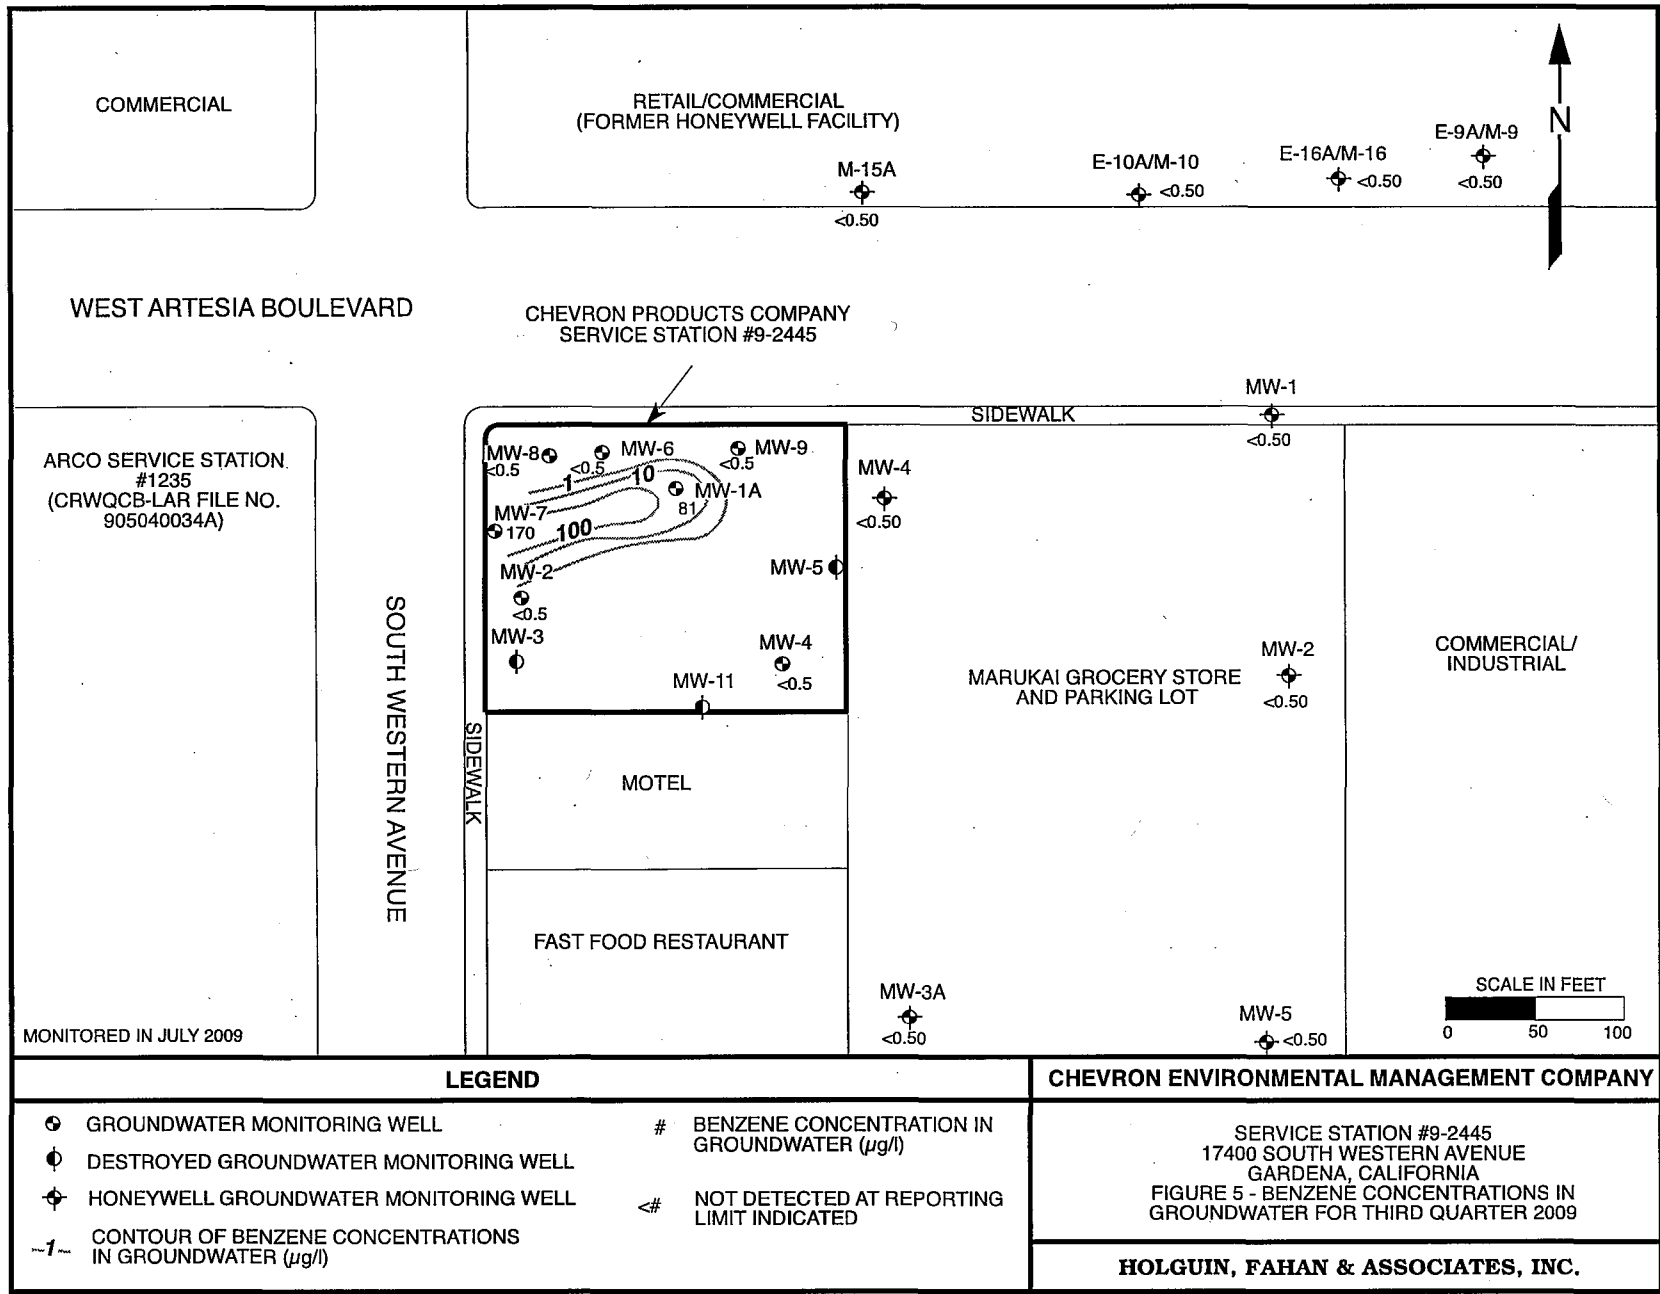 COMMERCIAL
RETAIL/COMMERCIAL
(FORMER HONEYWELL FACILITY)
M-15A
<0.50
E-10A/M-10
<0.50
E-16A/M-16
<0.50
E-9A/M-9
<0.50
N
WEST ARTESIA BOULEVARD
CHEVRON PRODUCTS COMPANY
SERVICE STATION #9-2445
SIDEWALK
MW-1
<0.50
ARCO SERVICE STATION
#1235
(CRWQCB-LAR FILE NO.
905040034A)
MW-8
<0.5
MW-6
<0.5
MW-9
<0.5
1
10
MW-1A
81
MW-7
170
100
MW-2
<0.5
MW-3
MW-5
MW-4
<0.5
MW-11
MW-4
<0.50
SOUTH WESTERN AVENUE
SIDEWALK
MARUKAI GROCERY STORE
AND PARKING LOT
MW-2
<0.50
COMMERCIAL/
INDUSTRIAL
MOTEL
FAST FOOD RESTAURANT
MW-3A
<0.50
MW-5
<0.50
SCALE IN FEET
0 50 100
MONITORED IN JULY 2009
LEGEND
GROUNDWATER MONITORING WELL
DESTROYED GROUNDWATER MONITORING WELL
HONEYWELL GROUNDWATER MONITORING WELL
~1~ CONTOUR OF BENZENE CONCENTRATIONS
IN GROUNDWATER (µg/l)
# BENZENE CONCENTRATION IN
GROUNDWATER (µg/l)
<# NOT DETECTED AT REPORTING
LIMIT INDICATED
CHEVRON ENVIRONMENTAL MANAGEMENT COMPANY
SERVICE STATION #9-2445
17400 SOUTH WESTERN AVENUE
GARDENA, CALIFORNIA
FIGURE 5 - BENZENE CONCENTRATIONS IN
GROUNDWATER FOR THIRD QUARTER 2009
HOLGUIN, FAHAN & ASSOCIATES, INC.